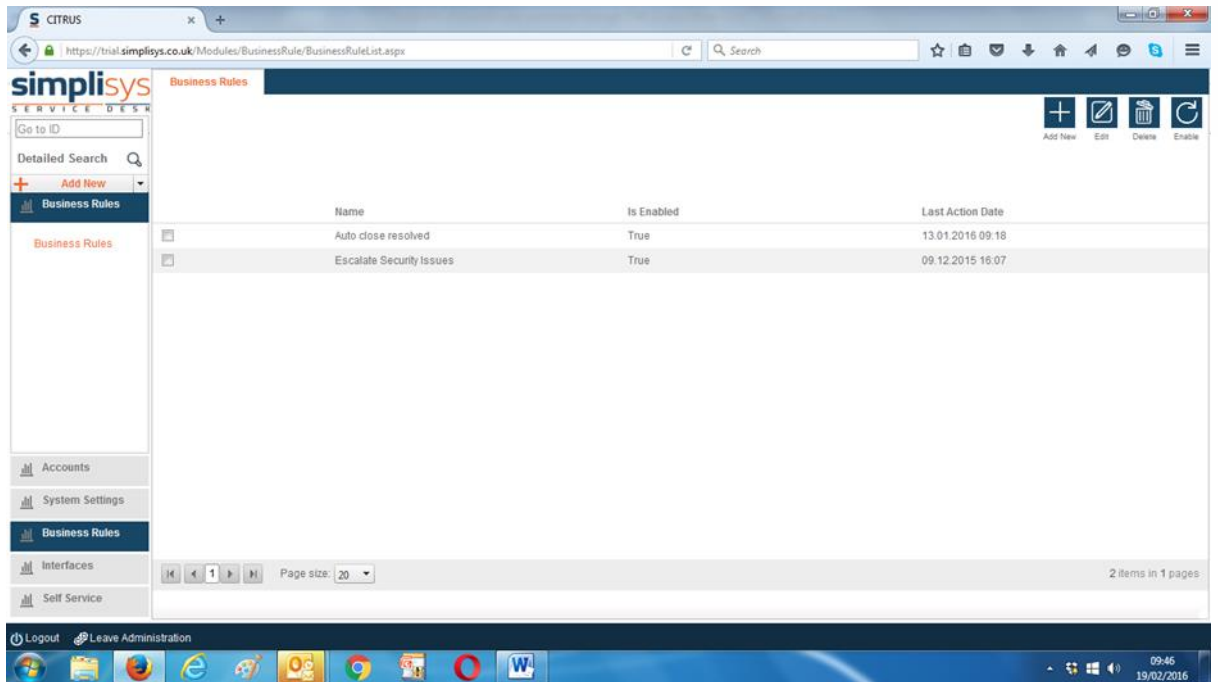 S CITRUS
https://trial.simplisys.co.uk/Modules/BusinessRule/BusinessRuleList.aspx
Search
simplisys
SERVICE DESK
Business Rules
Go to ID
Add New
Edit
Delete
Enable
Detailed Search
Add New
Business Rules
Business Rules
Name Is Enabled Last Action Date
Auto close resolved True 13.01.2016 09:18
Escalate Security Issues True 09.12.2015 16:07
Accounts
System Settings
Business Rules
Interfaces
Self Service
1 Page size: 20 2 items in 1 pages
Logout Leave Administration
09:46
19/02/2016